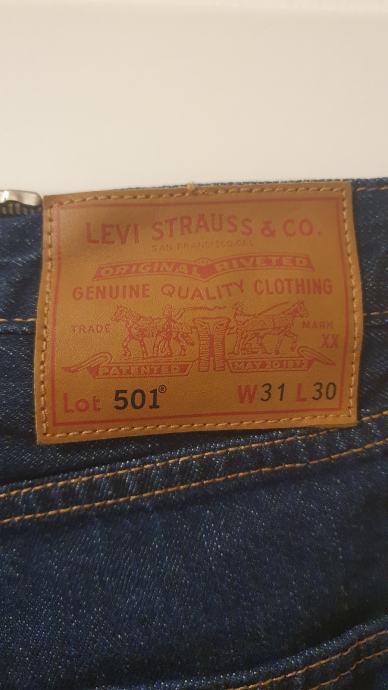 LEVI STRAUSS & CO.
SAN FRANCISCO, CAL.
ORIGINAL RIVETED
GENUINE QUALITY CLOTHING
TRADE MARK
XX
PATENTED MAY 20 1873
Lot 501® W31 L30